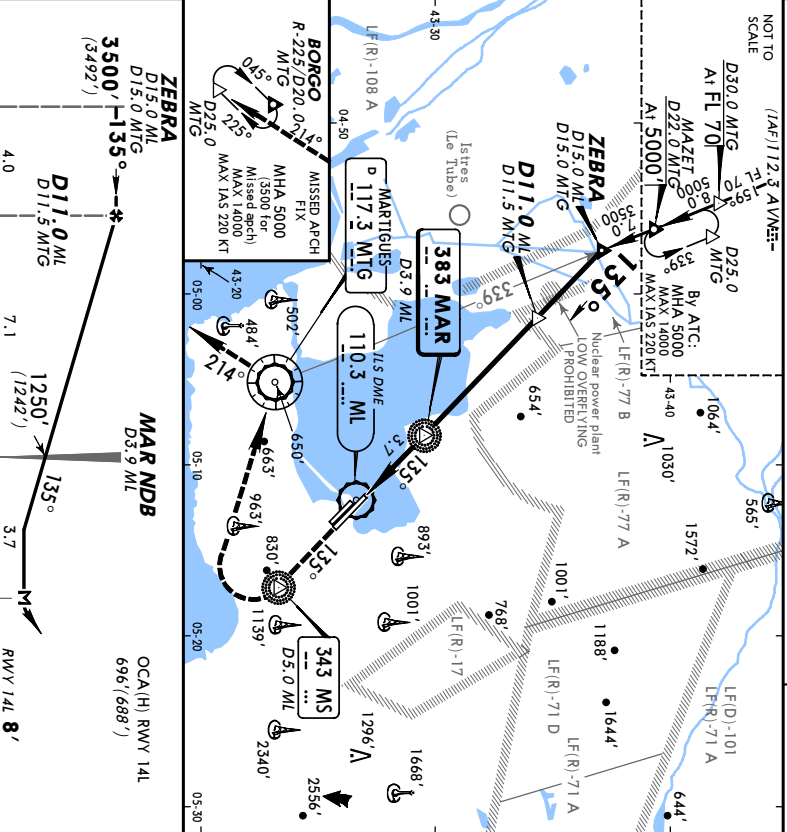 NOT TO
SCALE
(IAF)112.3 AVN
FL 70
159°
D30.0 MTG
At FL 70
8.0
5000
MAZET
D22.0 MTG
At 5000'
7.0
3500
339°
D25.0
MTG
By ATC:
MHA 5000
MAX 14000
MAX IAS 220 KT
ZEBRA
D15.0 ML
D15.0 MTG
135°
D11.0 ML
D11.5 MTG
43-30
LF(R)-108 A
04-50
Istres
(Le Tube)
339°
Nuclear power plant
LOW OVERFLYING
PROHIBITED
LF(R)-77 B
43-40
1064'
1030'
565'
LF(R)-77 A
1572'
654'
BORGO
R-225/D20.0
MTG
045°
225°
214°
D25.0
MTG
MISSED APCH
FIX
MHA 5000
(3500 for
Missed apch)
MAX 14000
MAX IAS 220 KT
MARTIGUES
D 117.3 MTG
D3.9 ML
383 MAR
ILS DME
110.3 ML
05-00
43-20
502'
484'
214°
650'
663'
963'
830'
3.7
135°
135°
05-10
893'
1001'
1139'
768'
1001'
1188'
1644'
LF(R)-17
LF(R)-71 D
LF(R)-71 A
LF(D)-101
LF(R)-71 A
05-20
343 MS
D5.0 ML
1296'
1668'
2340'
2556'
644'
05-30
ZEBRA
D15.0 ML
D15.0 MTG
3500'
(3492')
135°
D11.0 ML
D11.5 MTG
MAR NDB
D3.9 ML
1250'
(1242')
135°
M
4.0
7.1
3.7
OCA(H) RWY 14L
696'(688')
RWY 14L 8'